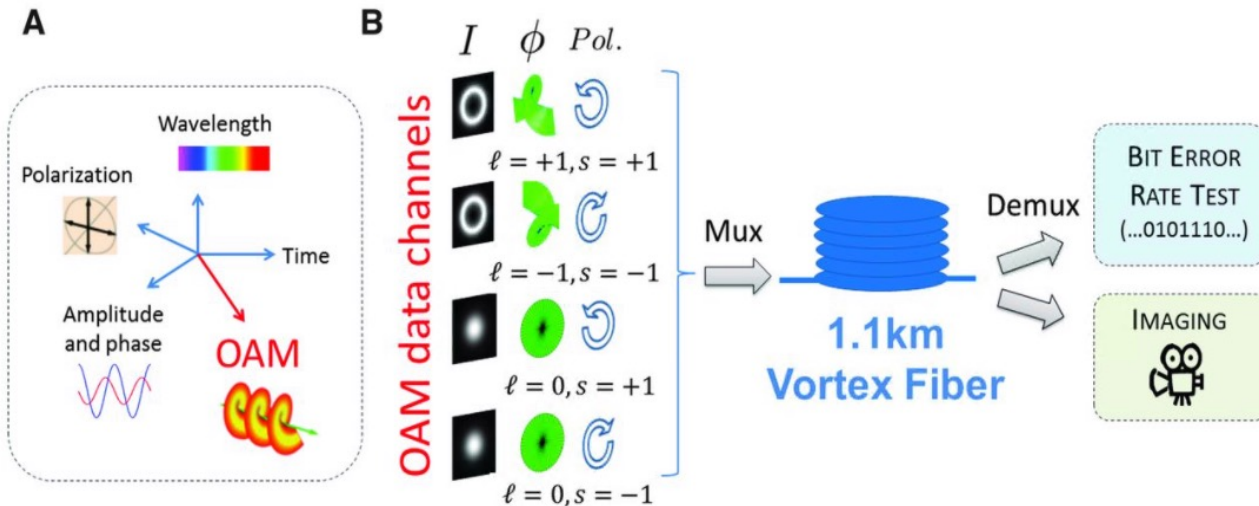 A
Wavelength
Polarization
Time
Amplitude
and phase
OAM
B
OAM data channels
I ϕ Pol.
ℓ = +1, s = +1
ℓ = −1, s = −1
ℓ = 0, s = +1
ℓ = 0, s = −1
Mux
1.1km
Vortex Fiber
Demux
BIT ERROR
RATE TEST
(...0101110...)
IMAGING